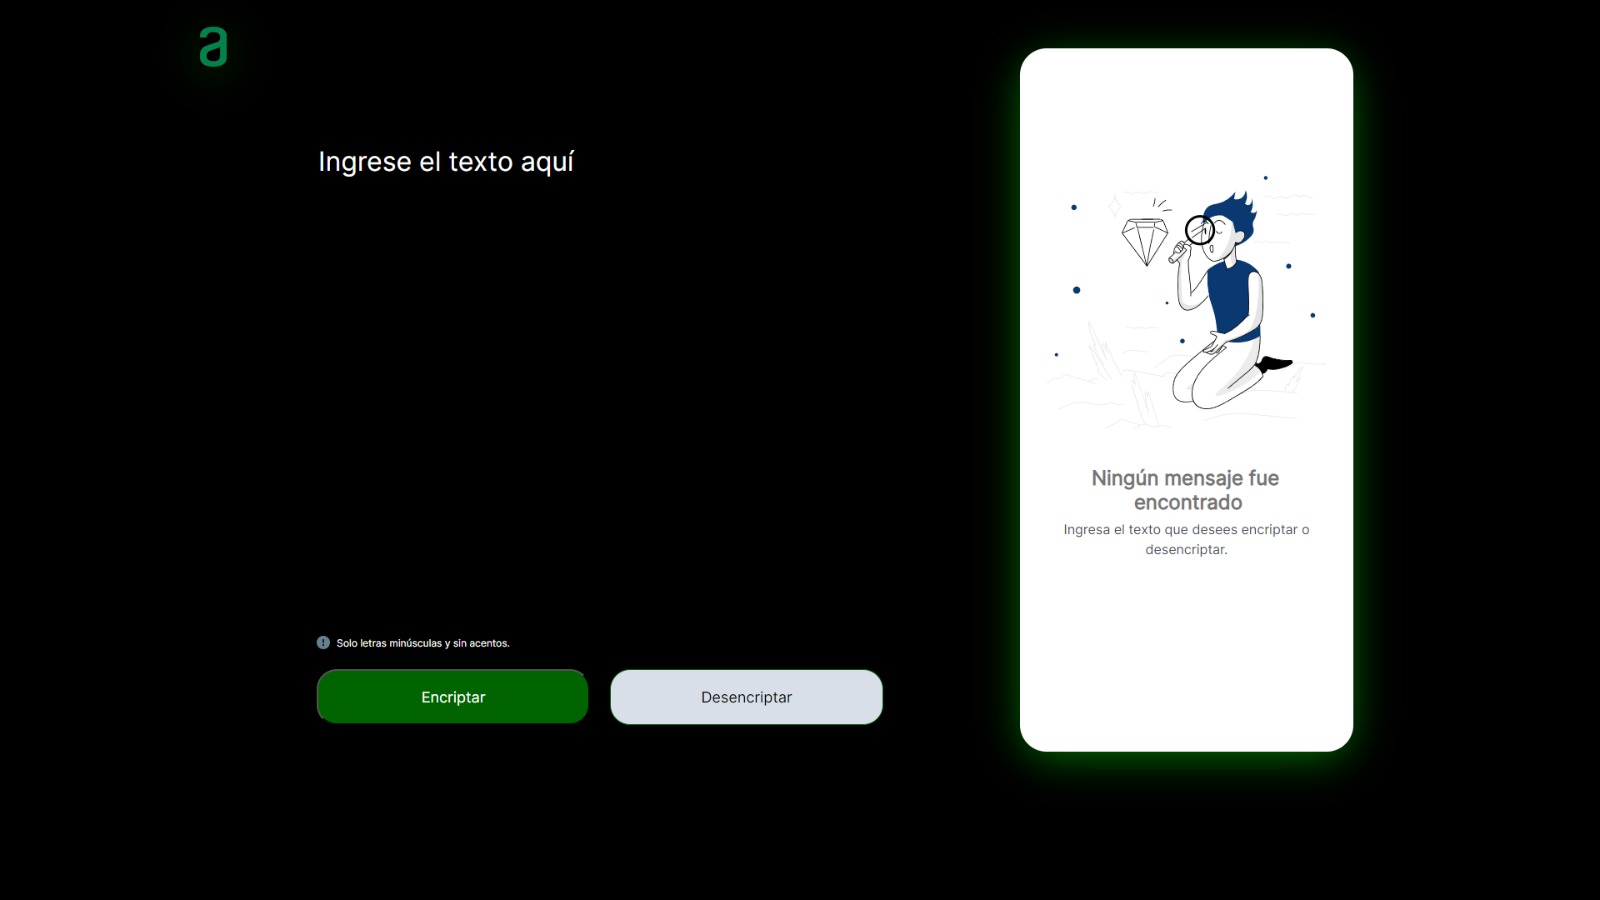 a
Ingrese el texto aquí
Solo letras minúsculas y sin acentos.
Encriptar
Desencriptar
Ningún mensaje fue
encontrado
Ingresa el texto que desees encriptar o
desencriptar.